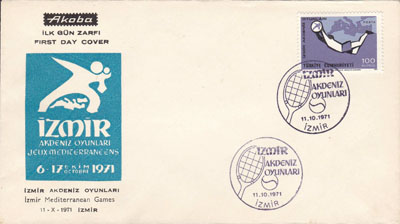 Akoba
İLK GÜN ZARFI
FIRST DAY COVER
İZMİR
AKDENİZ OYUNLARI
JEUX MEDITERRANEENS
6-17 EKİM OCTOBRE 1971
İZMİR AKDENİZ OYUNLARI
İzmir Mediterranean Games
11 - X - 1971 İZMİR
TÜRKİYE CUMHURİYETİ
100
İZMİR
AKDENİZ
OYUNLARI
11.10.1971
İZMİR
İZMİR
AKDENİZ
OYUNLARI
11.10.1971
İZMİR